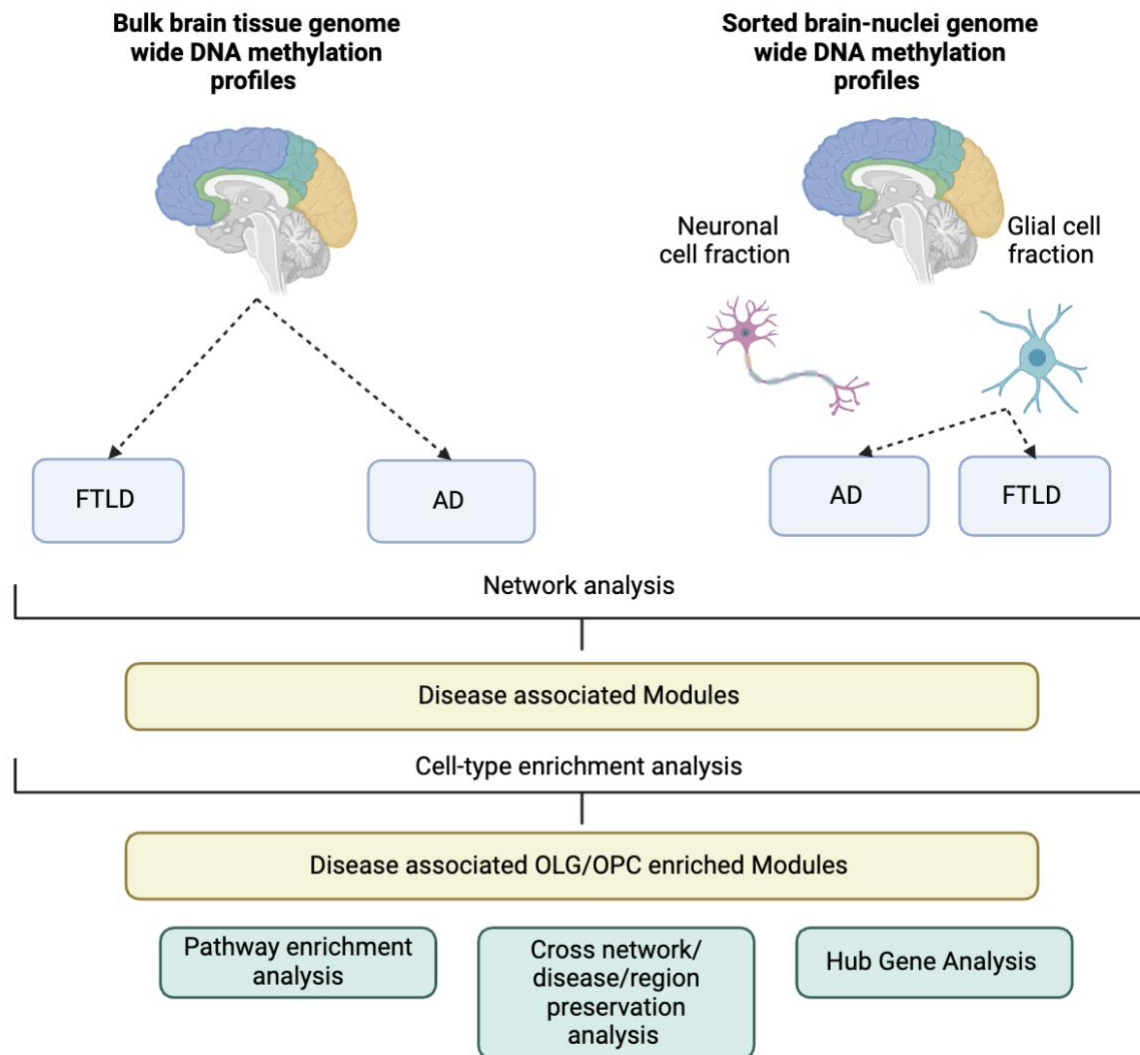 Bulk brain tissue genome
wide DNA methylation
profiles
Sorted brain-nuclei genome
wide DNA methylation
profiles
Neuronal
cell fraction
Glial cell
fraction
FTLD
AD
AD
FTLD
Network analysis
Disease associated Modules
Cell-type enrichment analysis
Disease associated OLG/OPC enriched Modules
Pathway enrichment
analysis
Cross network/
disease/region
preservation
analysis
Hub Gene Analysis